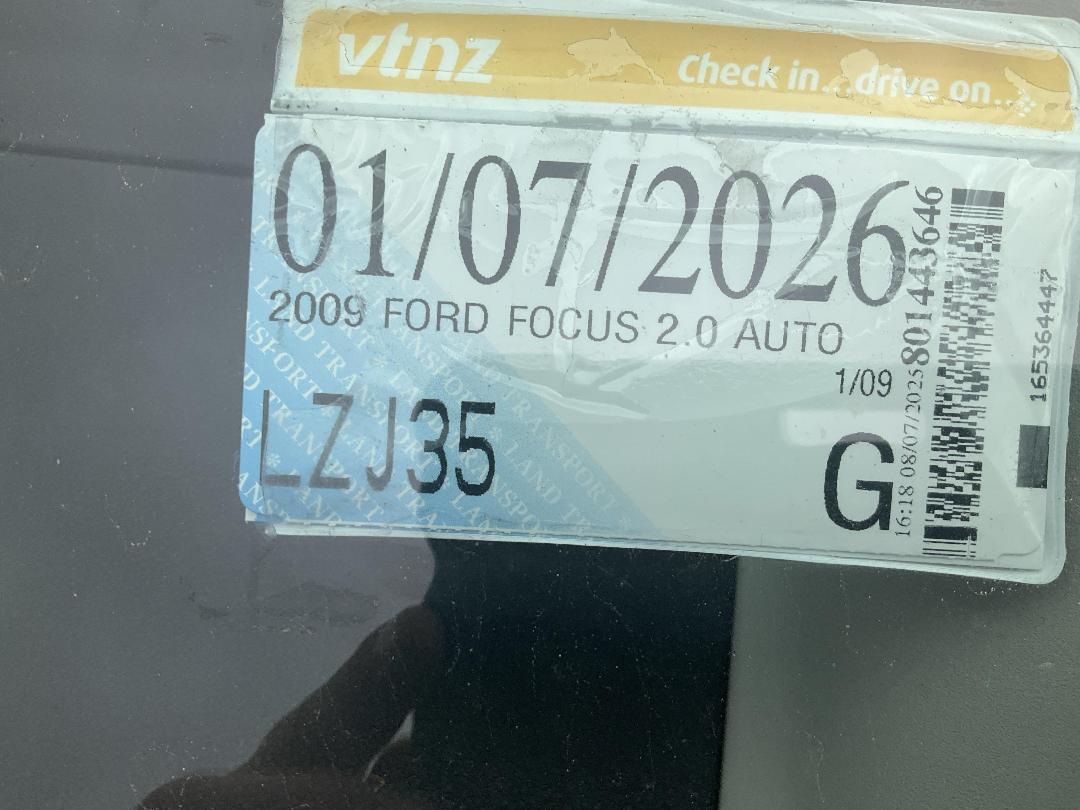 vtnz
Check in...drive on...
01/07/2026
2009 FORD FOCUS 2.0 AUTO
1/09
LZJ35
G
16:18 08/07/2025 801443646
165364447